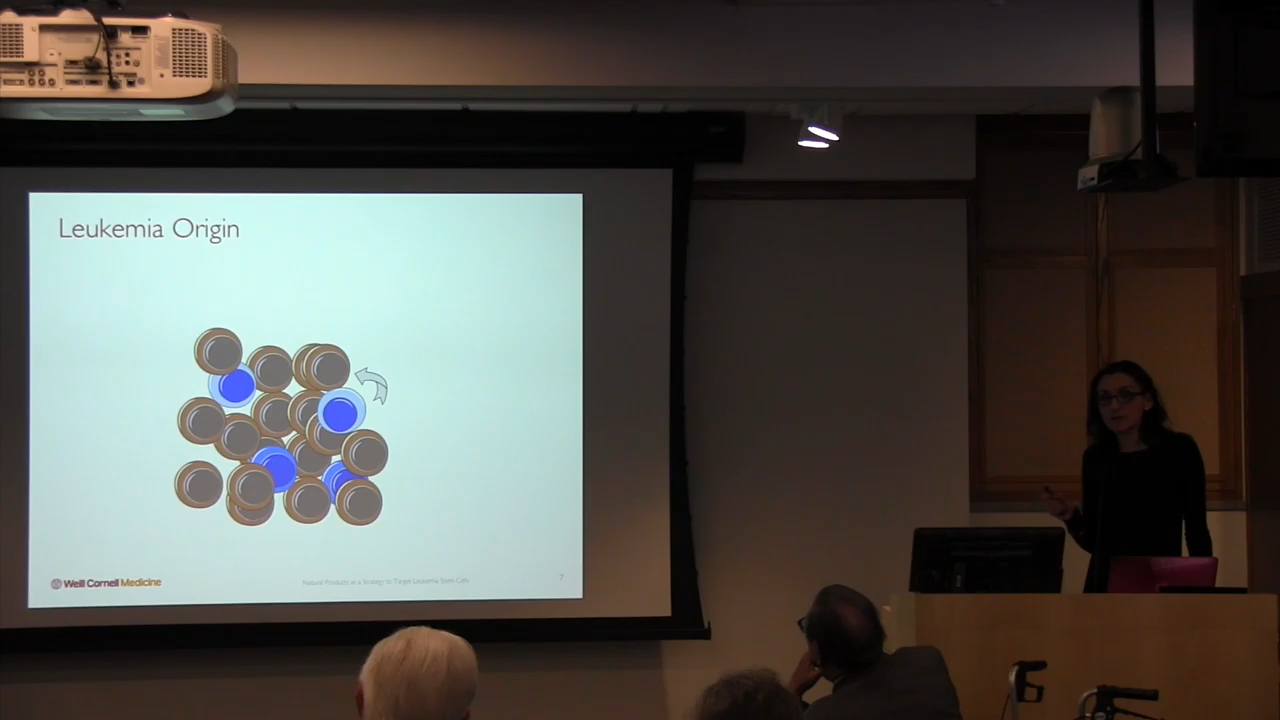 Leukemia Origin
Weill Cornell Medicine
Natural Products as a Strategy to Target Leukemia Stem Cells
7